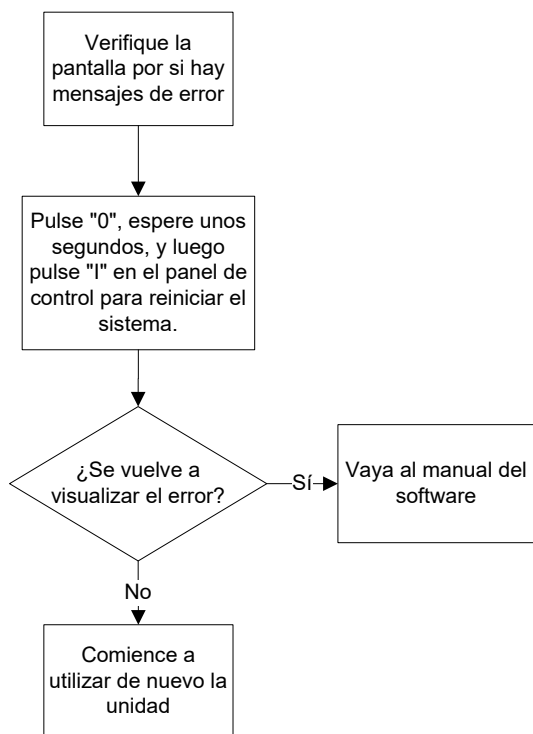 Verifique la
pantalla por si hay
mensajes de error
Pulse "0", espere unos
segundos, y luego
pulse "I" en el panel de
control para reiniciar el
sistema.
¿Se vuelve a
visualizar el error?
Sí
Vaya al manual del
software
No
Comience a
utilizar de nuevo la
unidad